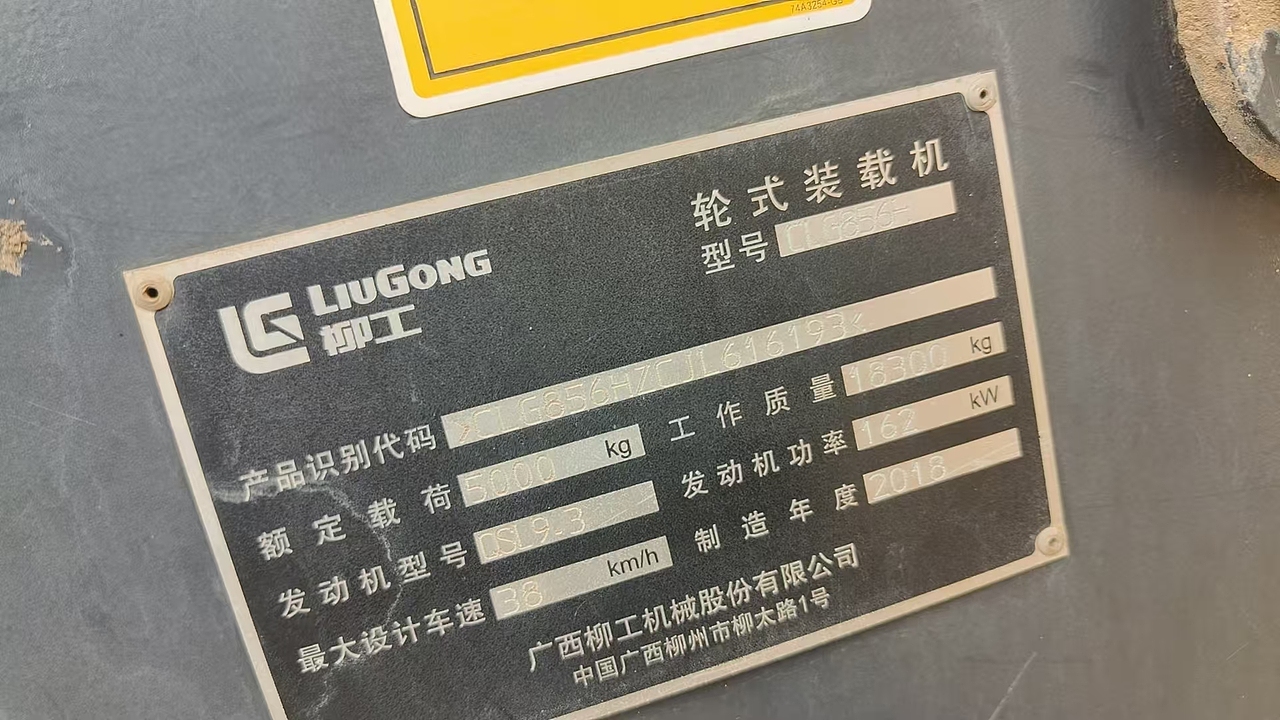 74A3254-GB
轮式装载机
型号 CLG856H
LIUGONG
柳工
产品识别代码 CLG856HZCJL616193
额定载荷 5000 kg 工作质量 18300 kg
发动机型号 QSL9.3 发动机功率 162 kW
最大设计车速 38 km/h 制造年度 2018
广西柳工机械股份有限公司
中国广西柳州市柳太路1号